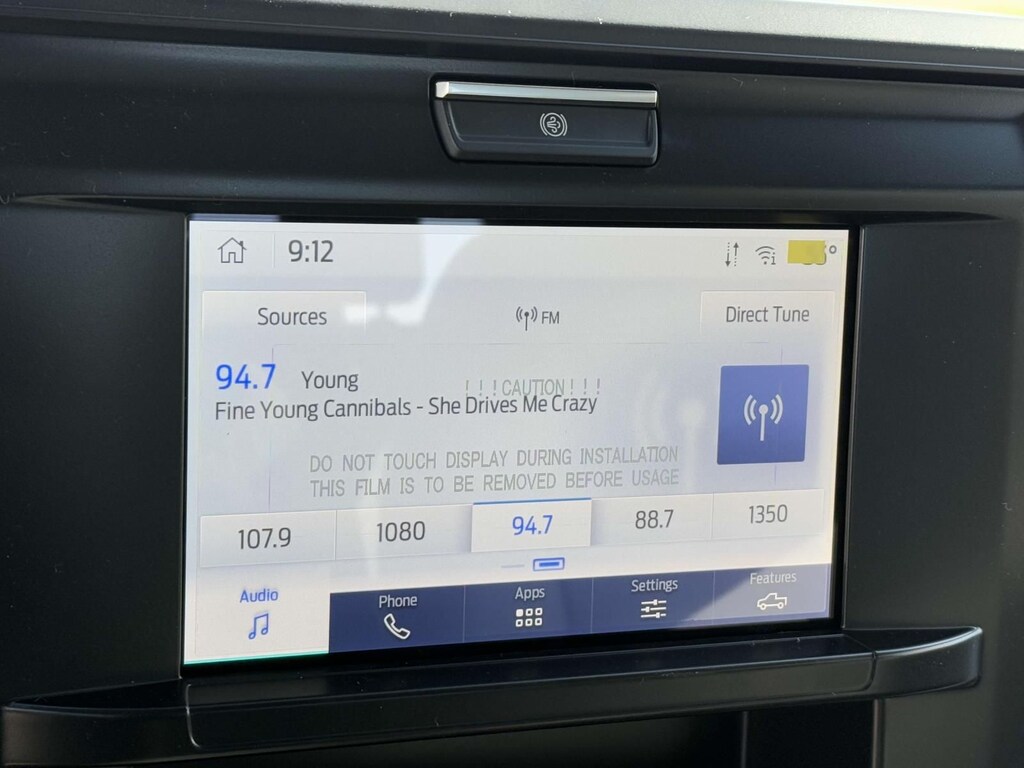 9:12
Sources
FM
Direct Tune
94.7 Young
! ! ! CAUTION ! ! !
Fine Young Cannibals - She Drives Me Crazy
DO NOT TOUCH DISPLAY DURING INSTALLATION
THIS FILM IS TO BE REMOVED BEFORE USAGE
107.9 1080 94.7 88.7 1350
Audio Phone Apps Settings Features